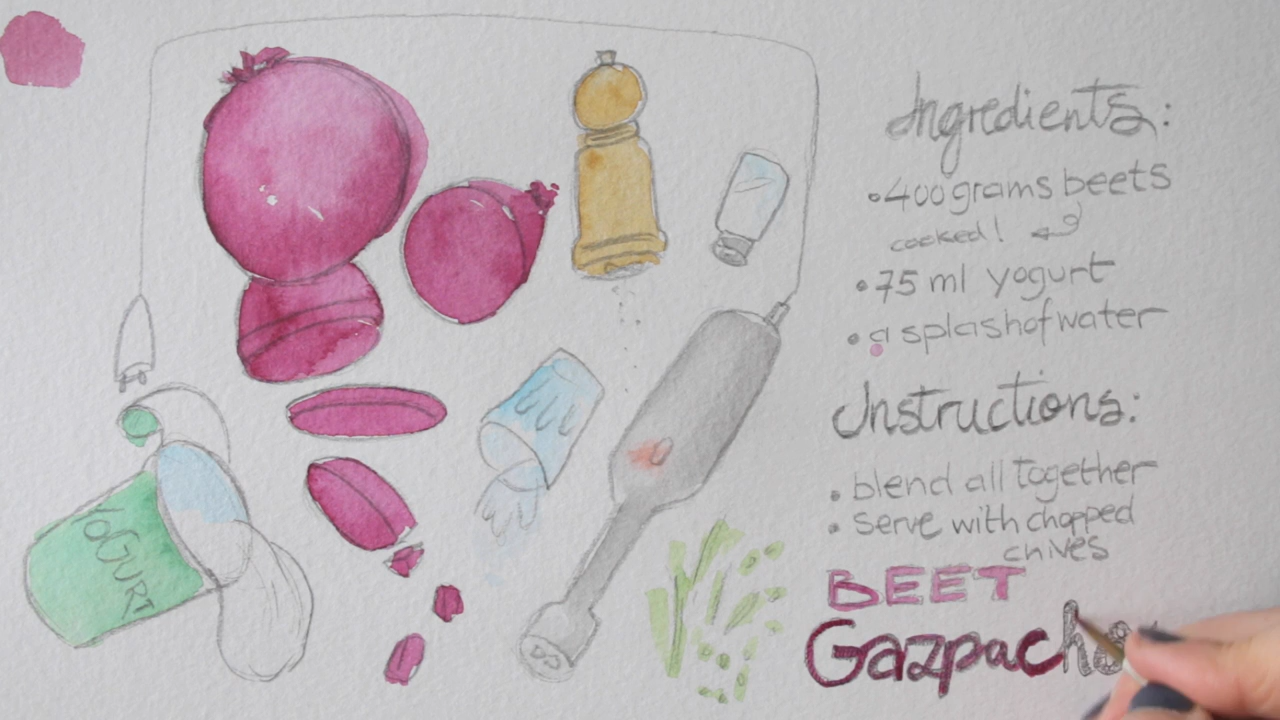 Ingredients:
•400 grams beets
cooked!
•75 ml yogurt
•a splash of water
Instructions:
• blend all together
• serve with chopped
chives
BEET
Gazpacho
YOGURT